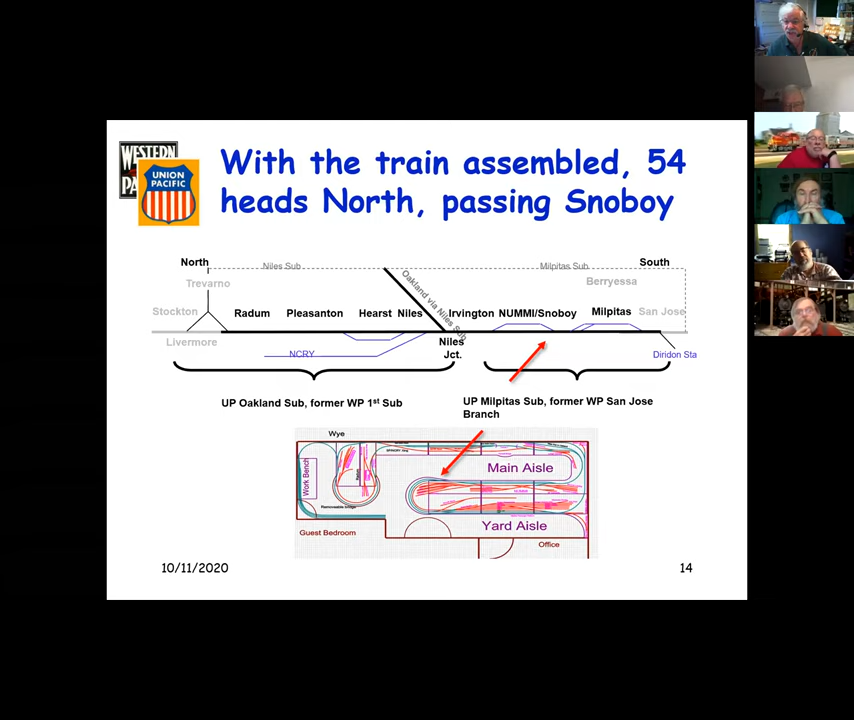 WESTERN
PA
UNION
PACIFIC
With the train assembled, 54
heads North, passing Snoboy
North
Niles Sub
Milpitas Sub
South
Trevarno
Oakland via Niles Sub
Berryessa
Stockton
Radum
Pleasanton
Hearst
Niles
Irvington
NUMMI/Snoboy
Milpitas
San Jose
Livermore
NCRY
Niles
Jct.
Diridon Sta
UP Oakland Sub, former WP 1st Sub
UP Milpitas Sub, former WP San Jose
Branch
Wye
Work Bench
Main Aisle
Removeable bridge
Yard Aisle
Guest Bedroom
Office
10/11/2020
14